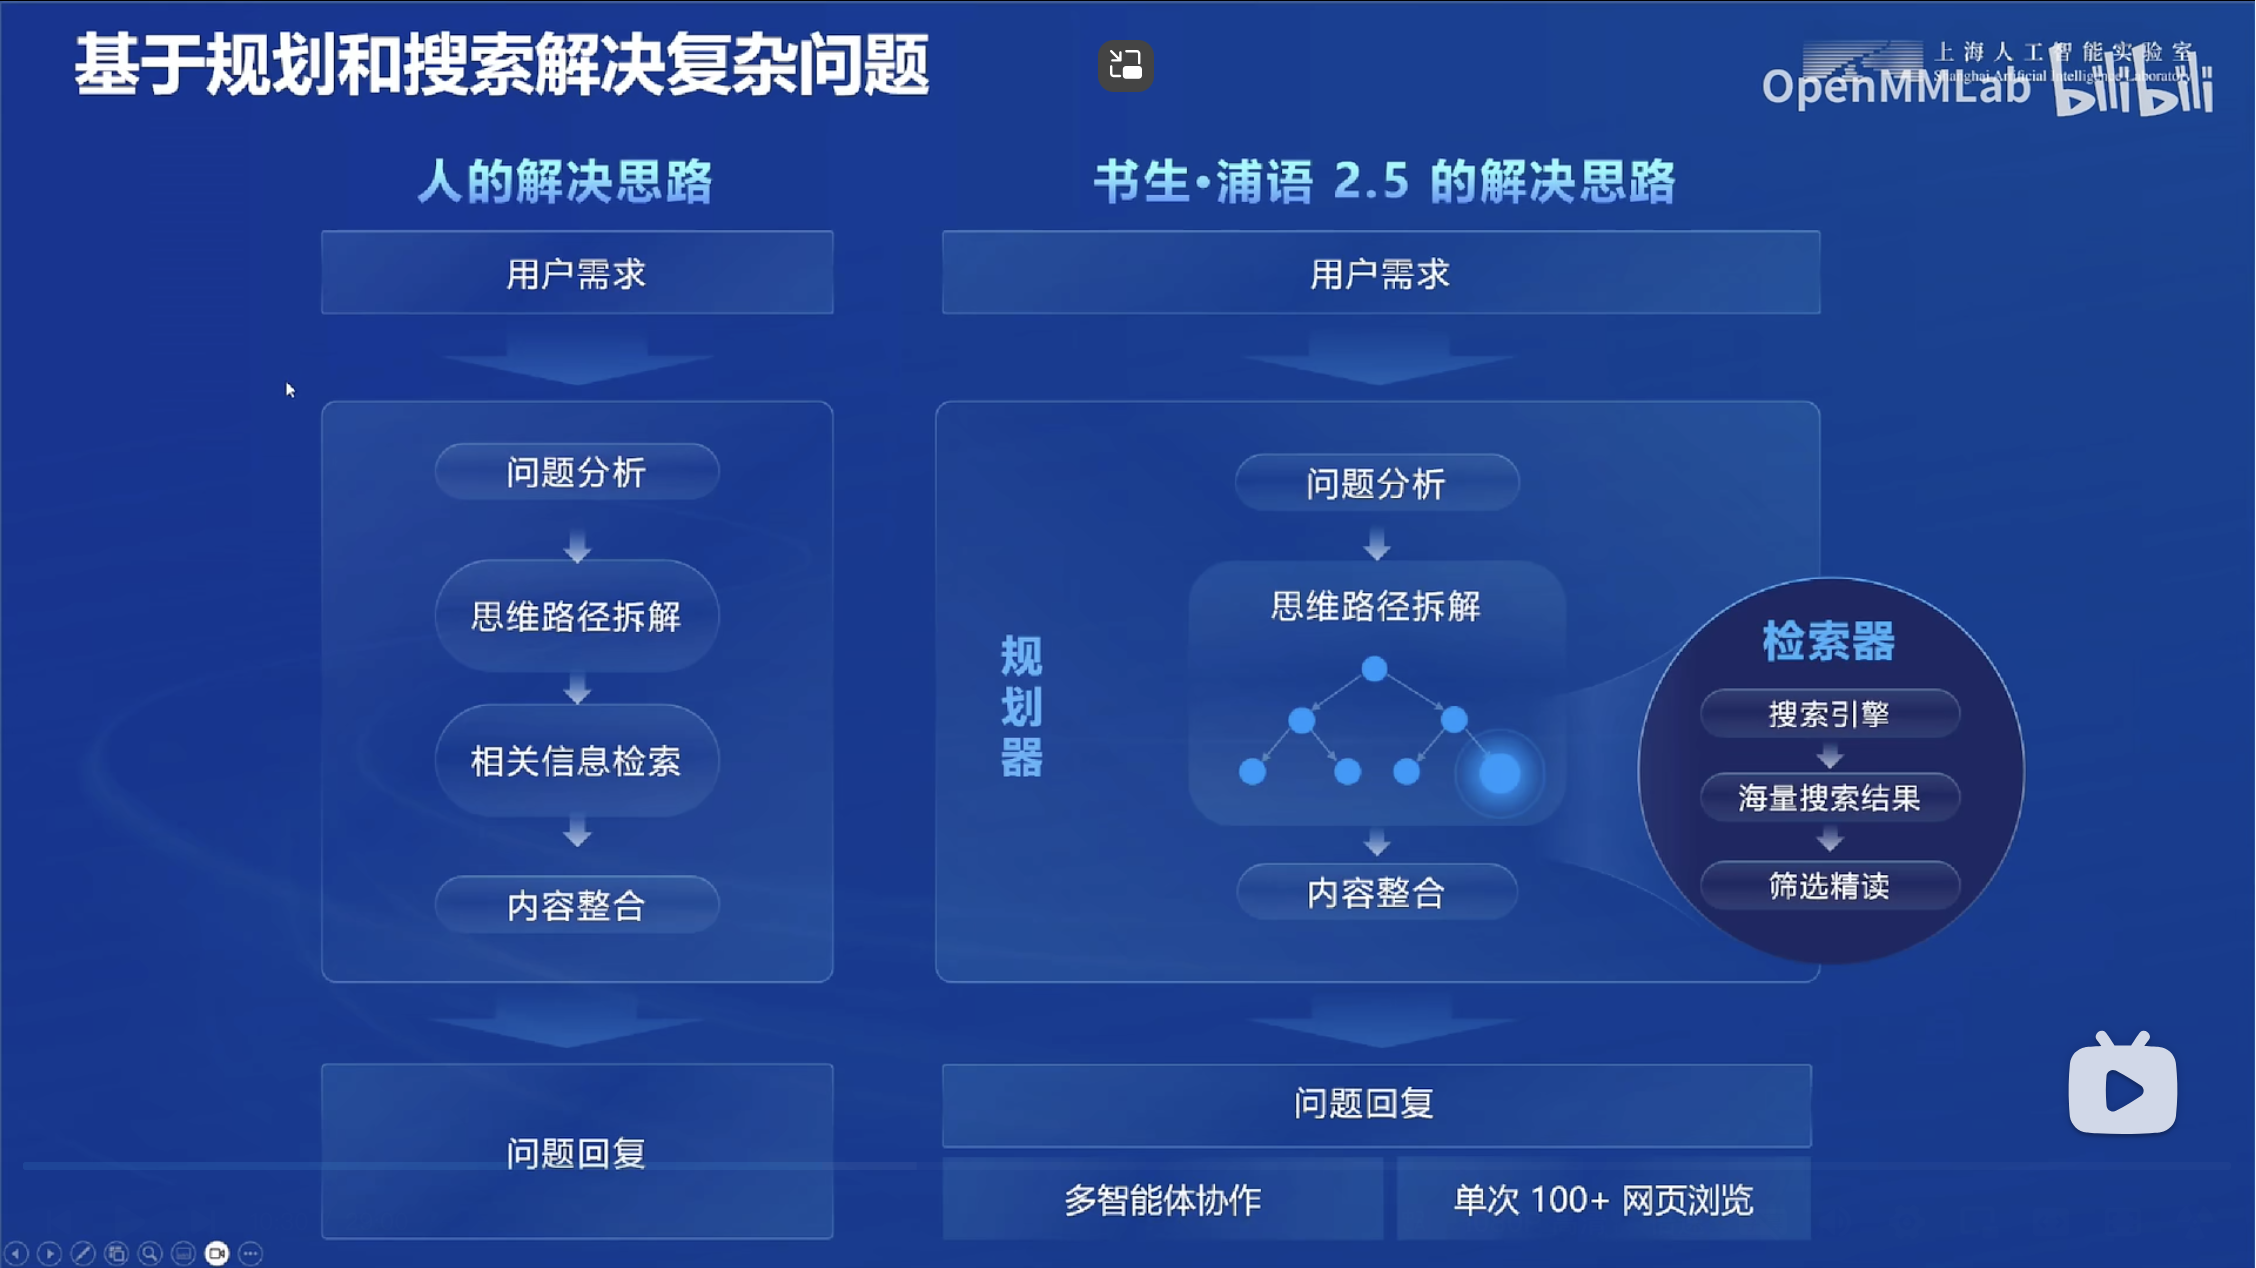 基于规划和搜索解决复杂问题
上海人工智能实验室
Shanghai Artificial Intelligence Laboratory
OpenMMLab bilibili
人的解决思路
用户需求
问题分析
思维路径拆解
相关信息检索
内容整合
问题回复
书生·浦语 2.5 的解决思路
用户需求
规划器
问题分析
思维路径拆解
内容整合
检索器
搜索引擎
海量搜索结果
筛选精读
问题回复
多智能体协作
单次 100+ 网页浏览